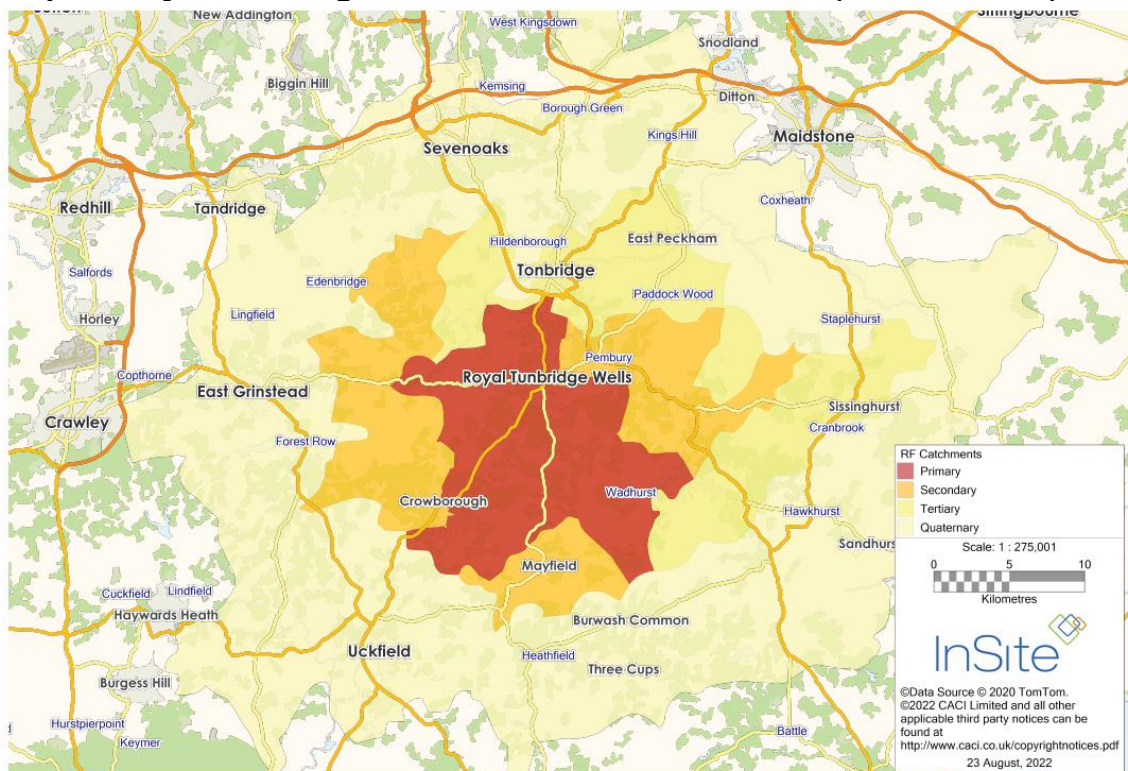 New Addington
West Kingsdown
Snodland
Biggin Hill
Kemsing
Ditton
Borough Green
Kings Hill
Maidstone
Sevenoaks
Redhill
Tandridge
Coxheath
Hildenborough
East Peckham
Salfords
Edenbridge
Tonbridge
Paddock Wood
Horley
Lingfield
Staplehurst
Pembury
Copthorne
Royal Tunbridge Wells
East Grinstead
Sissinghurst
Crawley
Cranbrook
Forest Row
RF Catchments
Primary
Secondary
Tertiary
Quaternary
Crowborough
Wadhurst
Hawkhurst
Sandhurs
Scale: 1 : 275,001
0 5 10
Kilometres
Mayfield
Cuckfield
Lindfield
Haywards Heath
Burwash Common
Uckfield
Heathfield
Three Cups
Burgess Hill
Hurstpierpoint
Keymer
Battle
InSite
©Data Source © 2020 TomTom.
©2022 CACI Limited and all other
applicable third party notices can be
found at
http://www.caci.co.uk/copyrightnotices.pdf
23 August, 2022